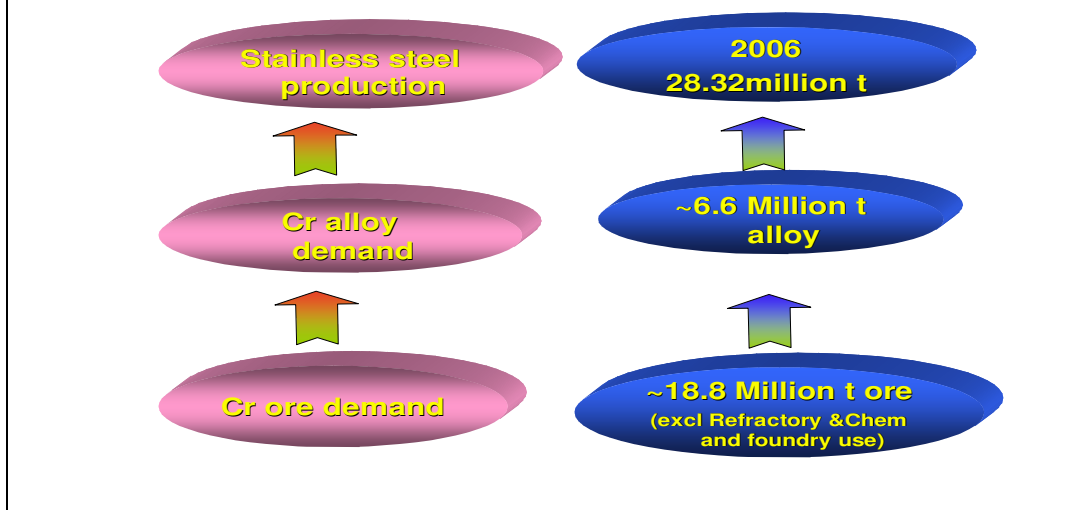 Stainless steel
production
2006
28.32million t
Cr alloy
demand
~6.6 Million t
alloy
Cr ore demand
~18.8 Million t ore
(excl Refractory &Chem
and foundry use)